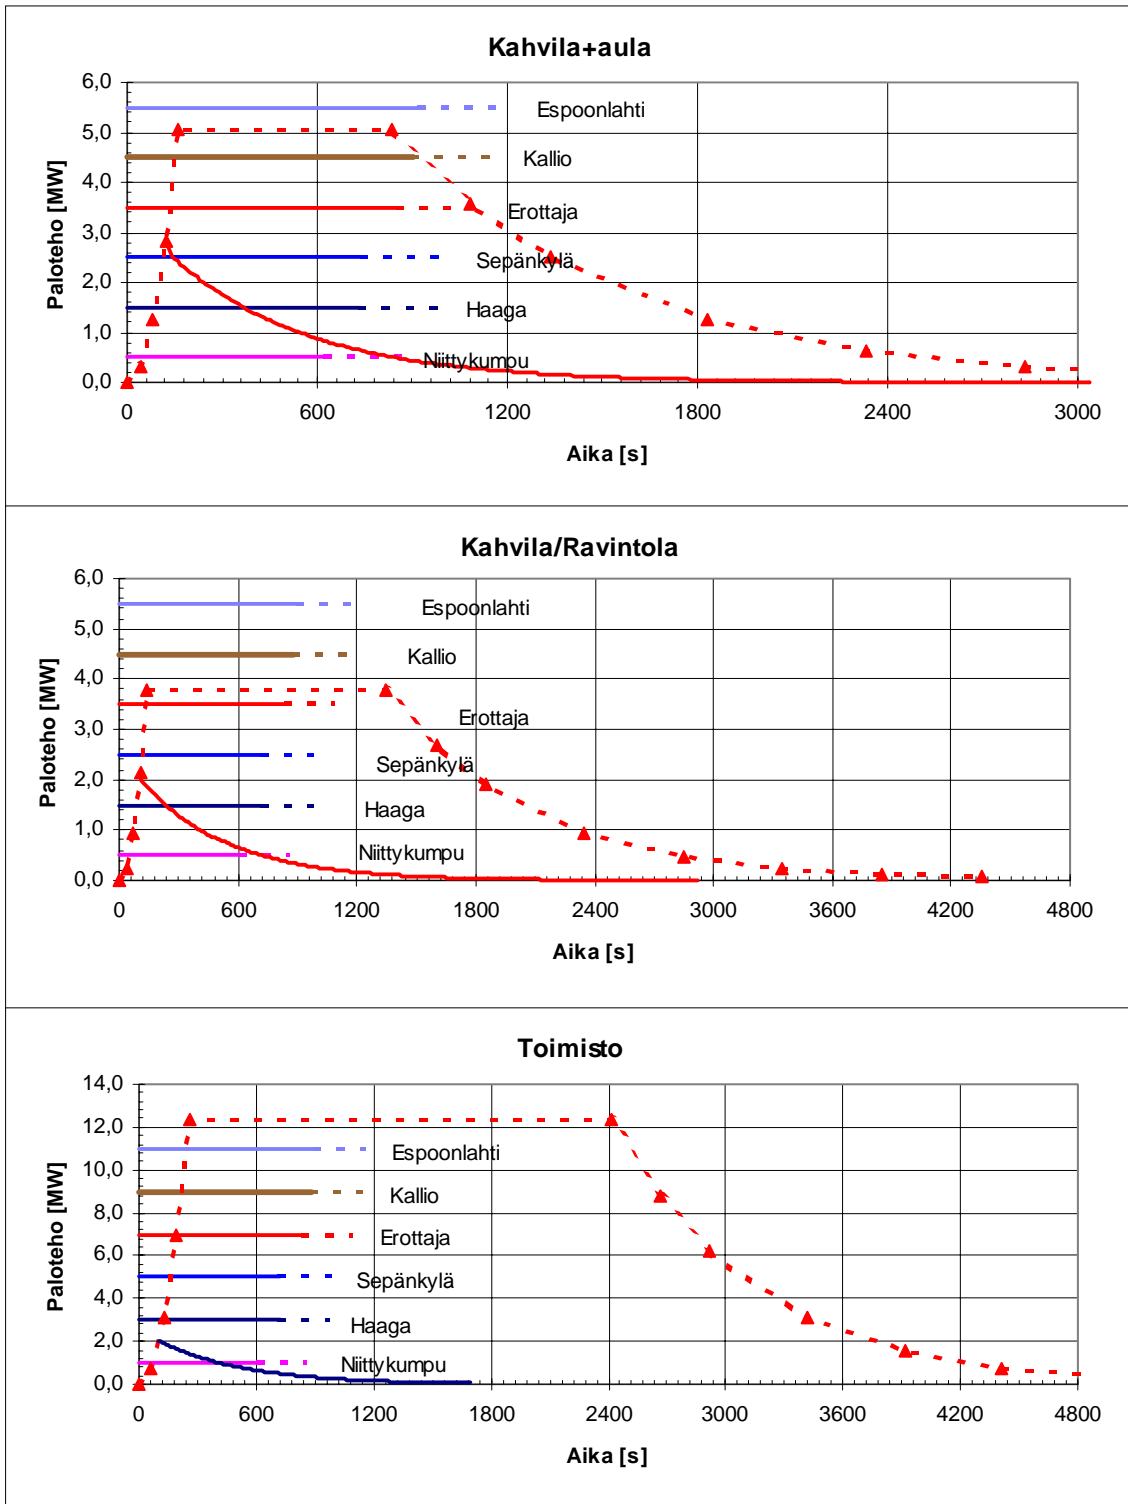 Kahvila+aula
6,0
5,0
4,0
3,0
2,0
1,0
0,0
Paloteho [MW]
Espoonlahti
Kallio
Erottaja
Sepänkylä
Haaga
Niittykumpu
0 600 1200 1800 2400 3000
Aika [s]
Kahvila/Ravintola
6,0
5,0
4,0
3,0
2,0
1,0
0,0
Paloteho [MW]
Espoonlahti
Kallio
Erottaja
Sepänkylä
Haaga
Niittykumpu
0 600 1200 1800 2400 3000 3600 4200 4800
Aika [s]
Toimisto
14,0
12,0
10,0
8,0
6,0
4,0
2,0
0,0
Paloteho [MW]
Espoonlahti
Kallio
Erottaja
Sepänkylä
Haaga
Niittykumpu
0 600 1200 1800 2400 3000 3600 4200 4800
Aika [s]